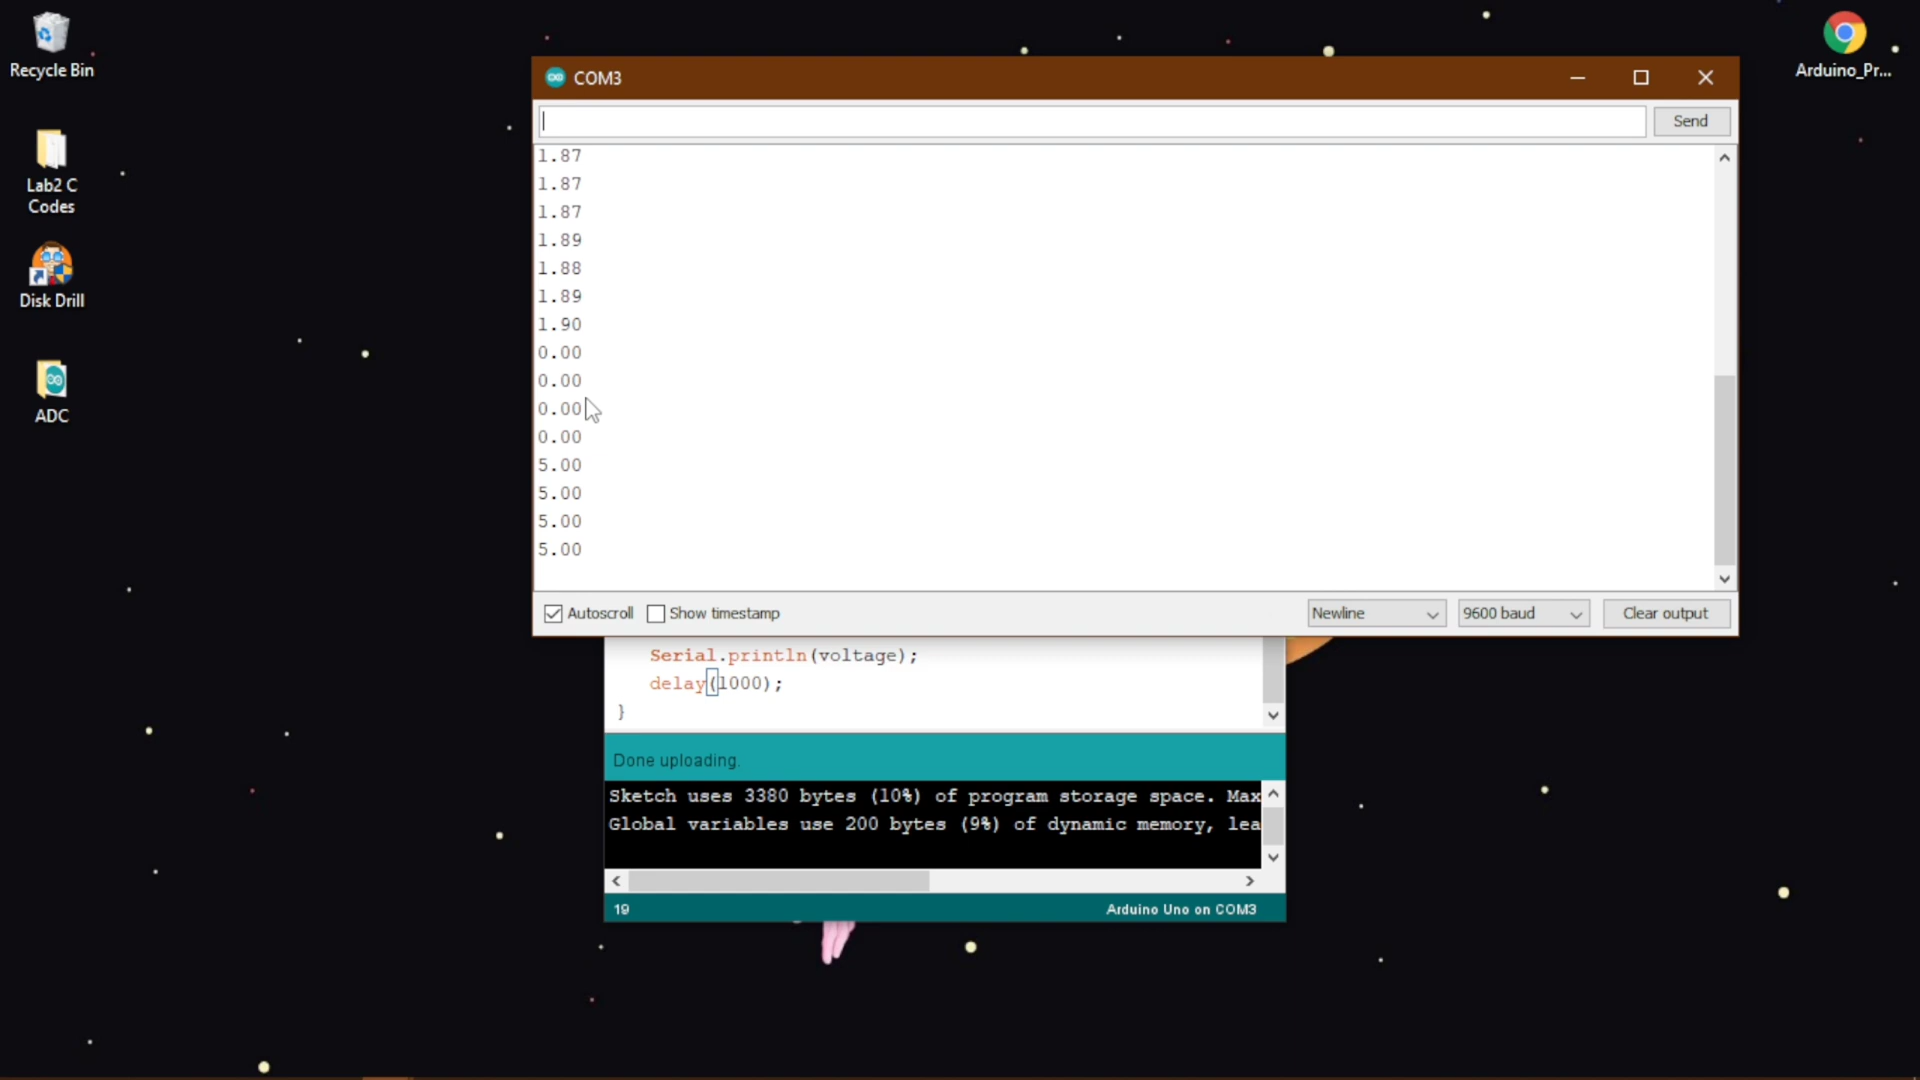 Recycle Bin
Lab2 C
Codes
Disk Drill
ADC
Arduino_Pr...
COM3
Send
1.87
1.87
1.87
1.89
1.88
1.89
1.90
0.00
0.00
0.00
0.00
5.00
5.00
5.00
5.00
Autoscroll Show timestamp Newline 9600 baud Clear output
Serial.println(voltage);
delay(1000);
}
Done uploading.
Sketch uses 3380 bytes (10%) of program storage space. Max
Global variables use 200 bytes (9%) of dynamic memory, lea
19 Arduino Uno on COM3